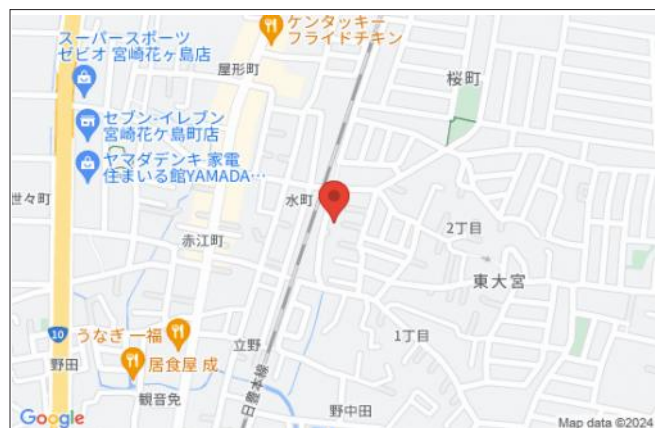 ケンタッキー
フライドチキン
スーパースポーツ
ゼビオ 宮崎花ヶ島店
屋形町
桜町
セブン-イレブン
宮崎花ケ島町店
ヤマダデンキ 家電
住まいる館YAMADA…
世々町
水町
2丁目
赤江町
東大宮
10
うなぎ 一福
1丁目
立野
野田
居食屋 成
日豊本線
観音免
野中田
Google
Map data ©2024